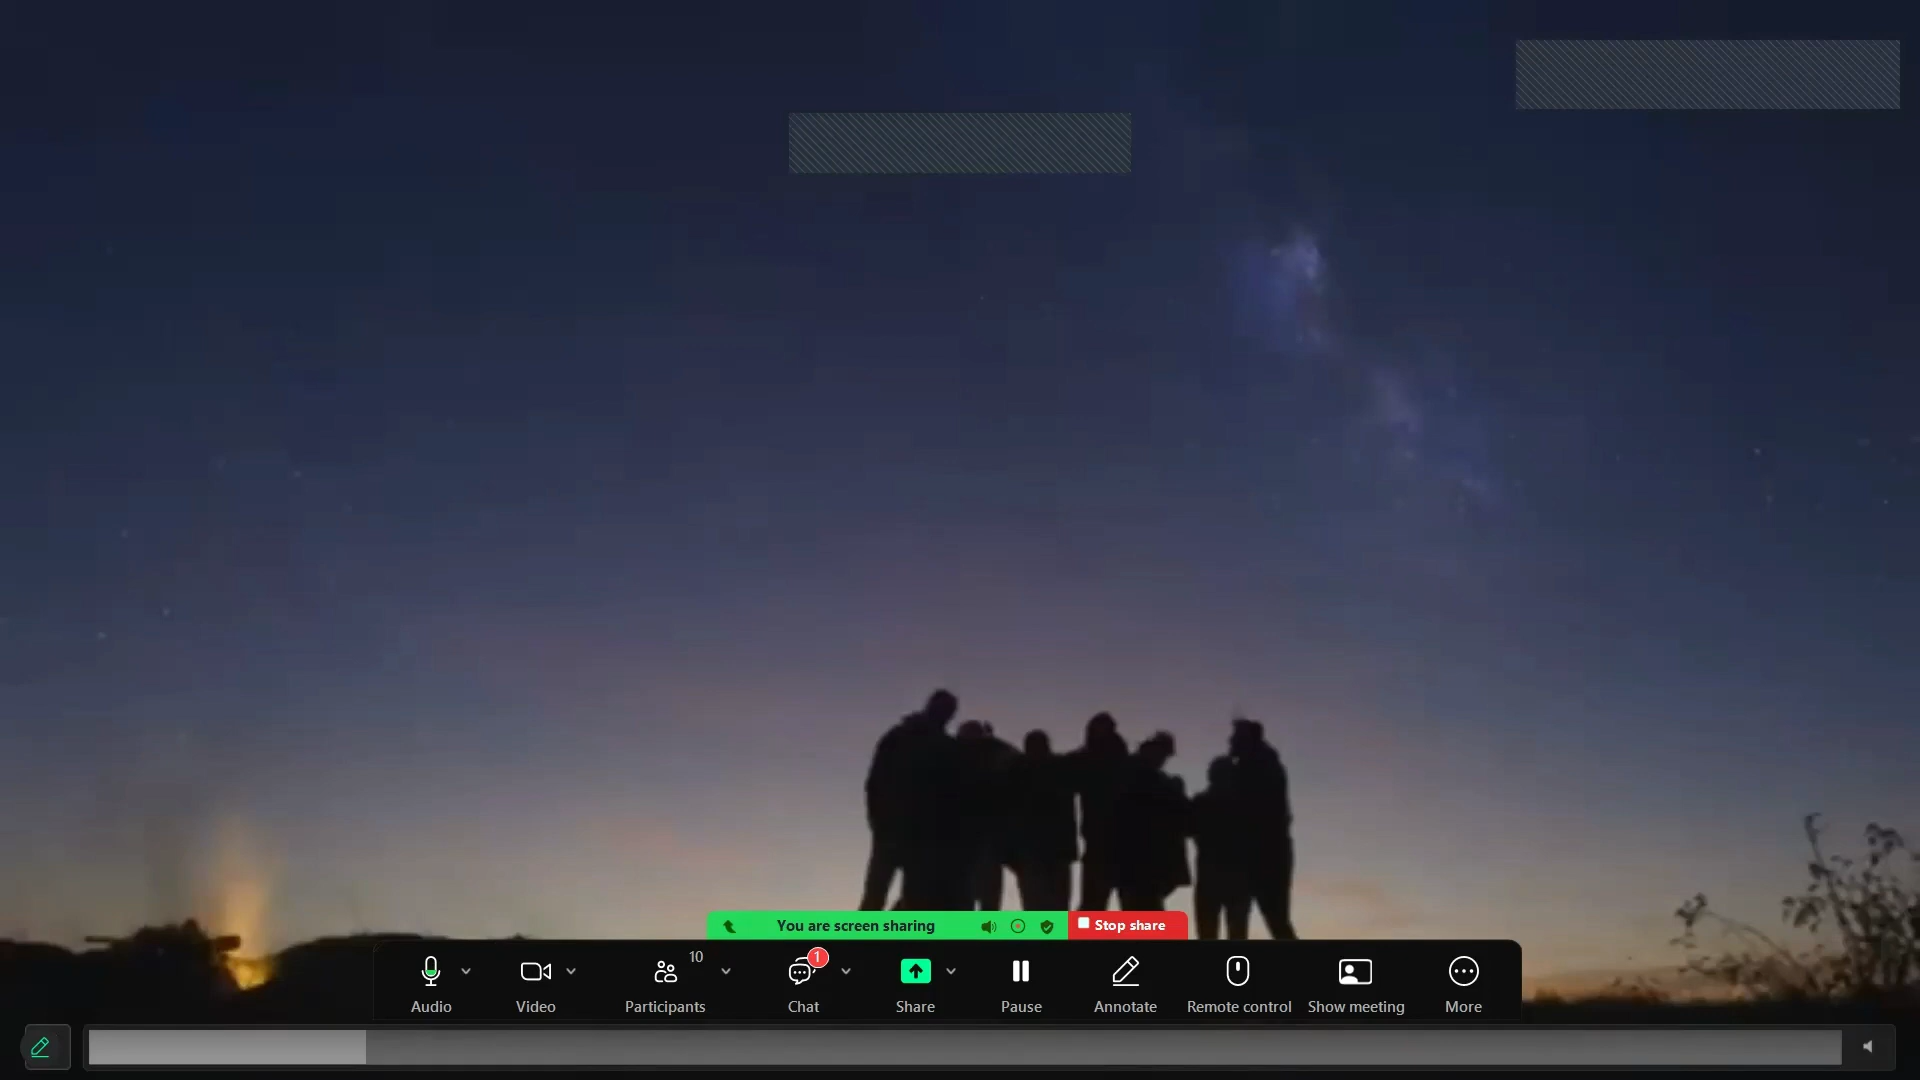 You are screen sharing
Stop share
10
1
Audio
Video
Participants
Chat
Share
Pause
Annotate
Remote control
Show meeting
More